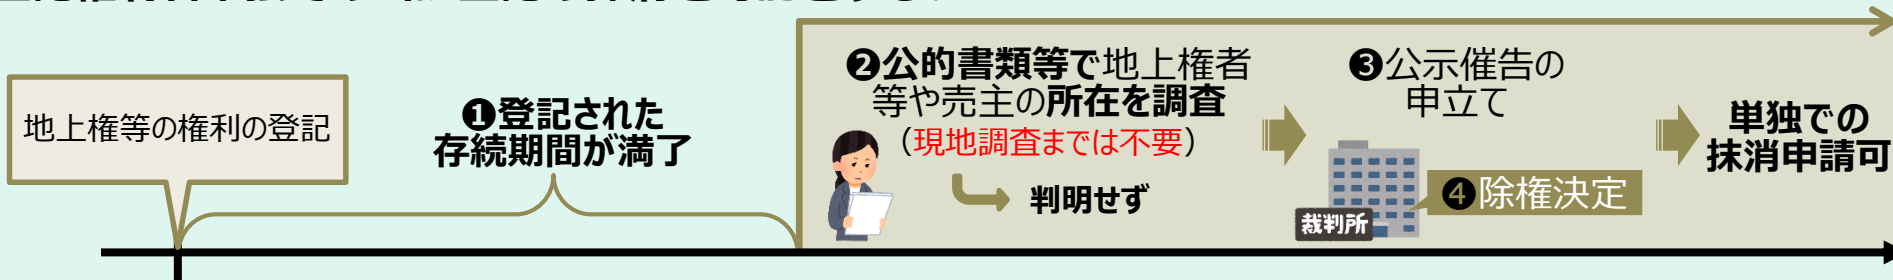 地上権等の権利の登記
❶登記された
存続期間が満了
❷公的書類等で地上権者
等や売主の所在を調査
（現地調査までは不要）
判明せず
❸公示催告の
申立て
裁判所
❹除権決定
単独での
抹消申請可